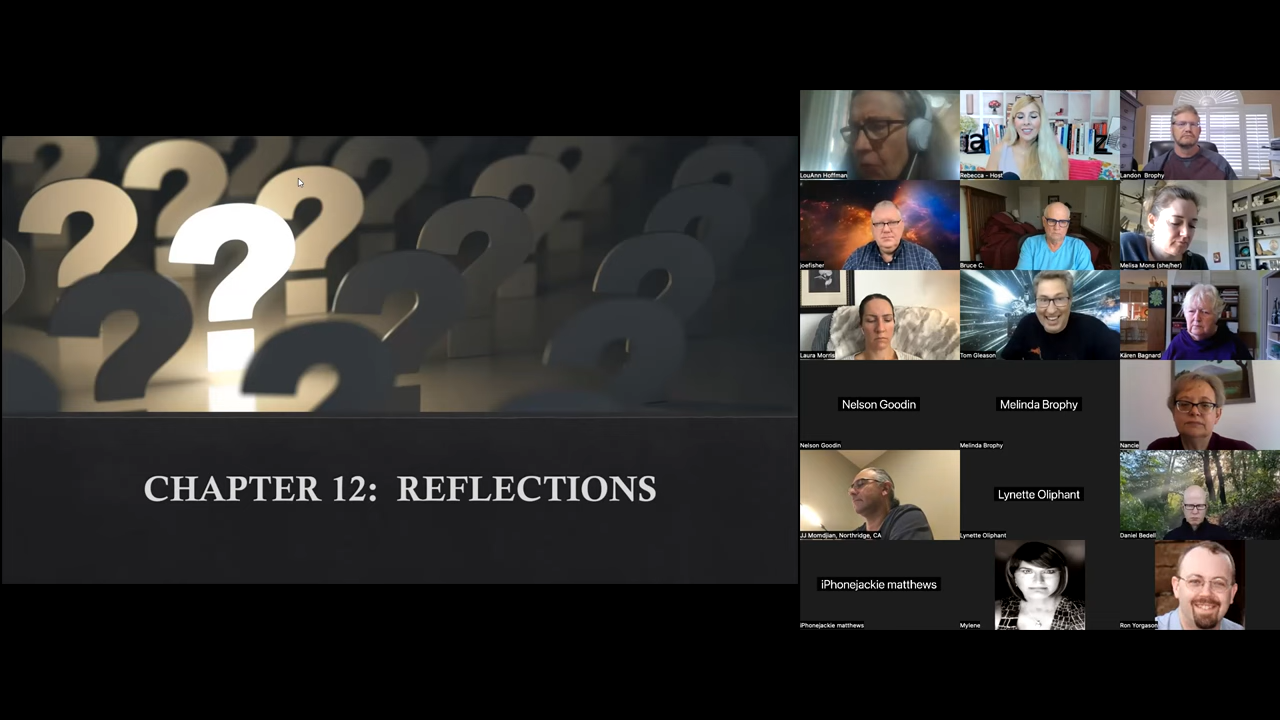 CHAPTER 12: REFLECTIONS
LouAnn Hoffman
Rebecca - Host
Landon Brophy
joefisher
Bruce C.
Melisa Mons (she/her)
Laura Morris
Tom Gleason
Kären Bagnard
Nelson Goodin
Nelson Goodin
Melinda Brophy
Melinda Brophy
Nancie
JJ Momdjian, Northridge, CA
Lynette Oliphant
Lynette Oliphant
Daniel Bedell
iPhonejackie matthews
iPhonejackie matthews
Mylene
Ron Yorgason